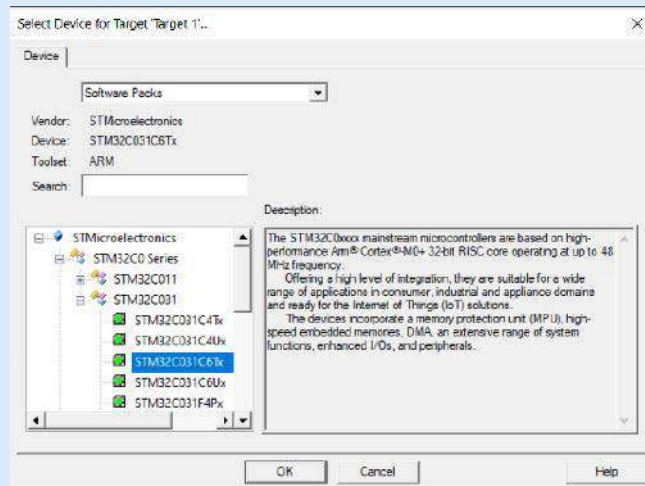 Select Device for Target 'Target 1'..
Device
Software Packs
Vendor: STMicroelectronics
Device: STM32C031C6Tx
Toolset: ARM
Search:
Description:
STMicroelectronics
STM32C0 Series
STM32C011
STM32C031
STM32C031C4Tx
STM32C031C4Ux
STM32C031C6Tx
STM32C031C6Ux
STM32C031F4Px
The STM32C0xxxx mainstream microcontrollers are based on high-
performance Arm® Cortex®-M0+ 32-bit RISC core operating at up to 48
MHz frequency.
Offering a high level of integration, they are suitable for a wide
range of applications in consumer, industrial and appliance domains
and ready for the Internet of Things (IoT) solutions.
The devices incorporate a memory protection unit (MPU), high-
speed embedded memories, DMA, an extensive range of system
functions, enhanced I/Os, and peripherals.
OK
Cancel
Help